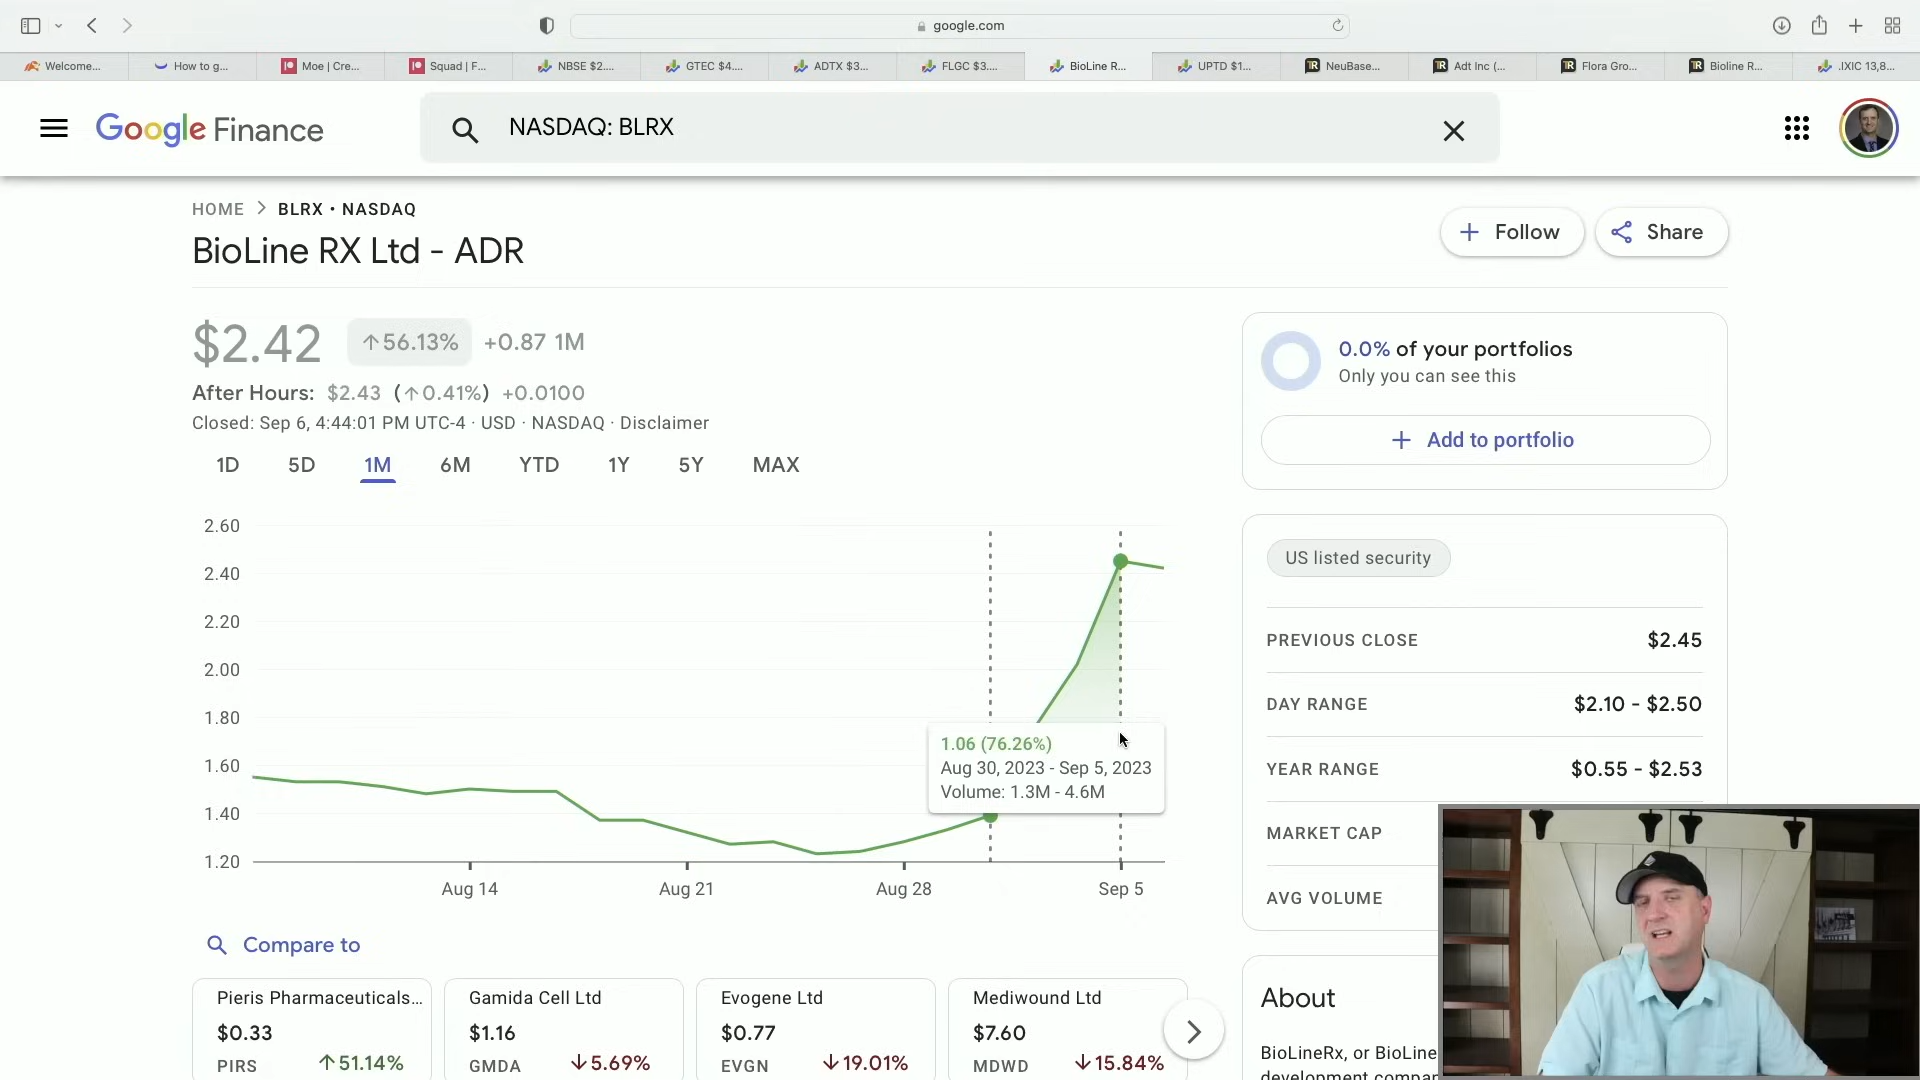 google.com
Welcome...
How to g...
Moe | Cre...
Squad | F...
NBSE $2....
GTEC $4....
ADTX $3...
FLGC $3....
BioLine R...
UPTD $1...
NeuBase...
Adt Inc (...
Flora Gro...
Bioline R...
.IXIC 13,8...
Google Finance
NASDAQ: BLRX
HOME > BLRX • NASDAQ
BioLine RX Ltd - ADR
+ Follow
Share
$2.42 ↑56.13% +0.87 1M
After Hours: $2.43 (↑0.41%) +0.0100
Closed: Sep 6, 4:44:01 PM UTC-4 · USD · NASDAQ · Disclaimer
1D 5D 1M 6M YTD 1Y 5Y MAX
2.60
2.40
2.20
2.00
1.80
1.60
1.40
1.20
1.06 (76.26%)
Aug 30, 2023 - Sep 5, 2023
Volume: 1.3M - 4.6M
Aug 14 Aug 21 Aug 28 Sep 5
0.0% of your portfolios
Only you can see this
+ Add to portfolio
US listed security
PREVIOUS CLOSE $2.45
DAY RANGE $2.10 - $2.50
YEAR RANGE $0.55 - $2.53
MARKET CAP
AVG VOLUME
Compare to
Pieris Pharmaceuticals...
$0.33
PIRS ↑51.14%
Gamida Cell Ltd
$1.16
GMDA ↓5.69%
Evogene Ltd
$0.77
EVGN ↓19.01%
Mediwound Ltd
$7.60
MDWD ↓15.84%
About
BioLineRx, or BioLine
development compan